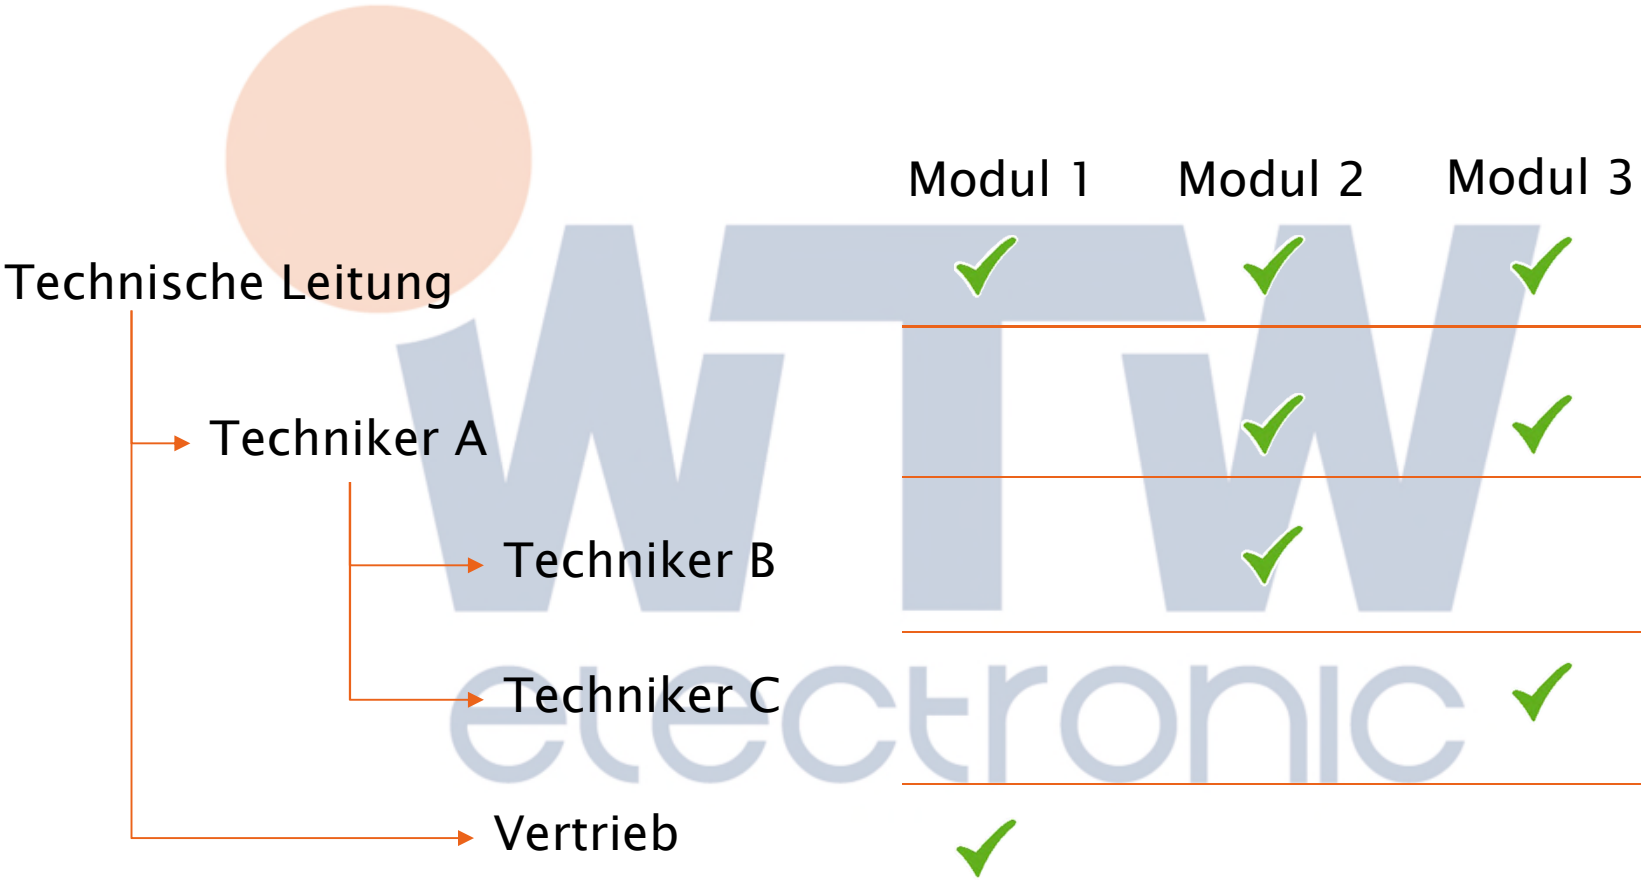 Modul 1 Modul 2 Modul 3
Technische Leitung
Techniker A
Techniker B
Techniker C
Vertrieb
WTW
electronic